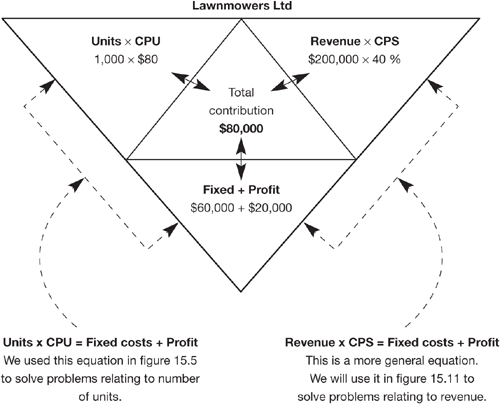 Lawnmowers Ltd
Units × CPU
1,000 × $80
Revenue × CPS
$200,000 × 40 %
Total
contribution
$80,000
Fixed + Profit
$60,000 + $20,000
Units x CPU = Fixed costs + Profit
We used this equation in figure 15.5
to solve problems relating to number
of units.
Revenue x CPS = Fixed costs + Profit
This is a more general equation.
We will use it in figure 15.11 to
solve problems relating to revenue.